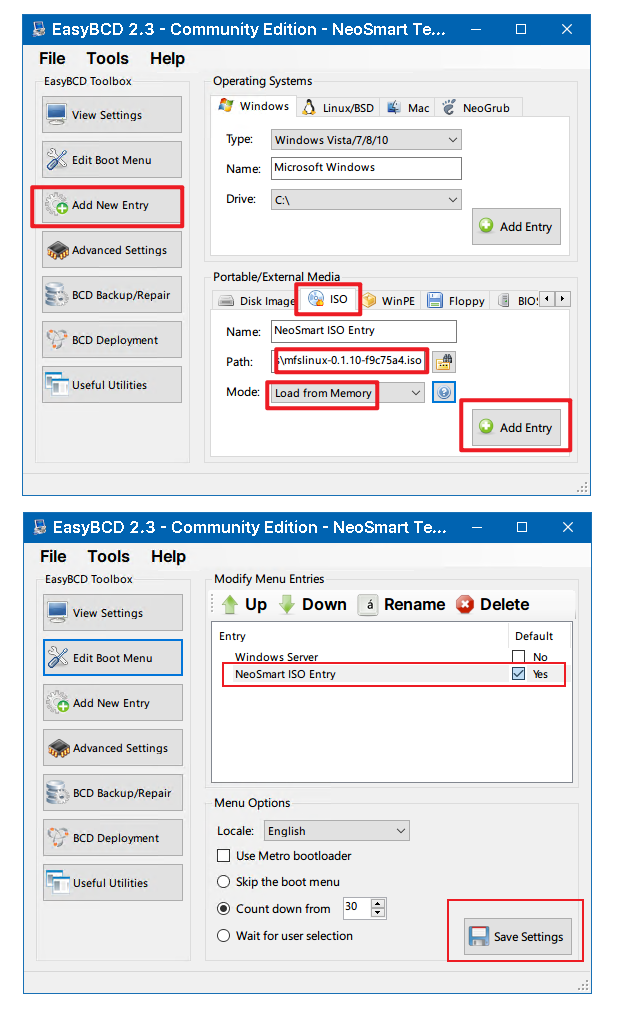 EasyBCD 2.3 - Community Edition - NeoSmart Te...
File Tools Help
EasyBCD Toolbox
View Settings
Edit Boot Menu
Add New Entry
Advanced Settings
BCD Backup/Repair
BCD Deployment
Useful Utilities
Operating Systems
Windows Linux/BSD Mac NeoGrub
Type: Windows Vista/7/8/10
Name: Microsoft Windows
Drive: C:\
Add Entry
Portable/External Media
Disk Image ISO WinPE Floppy BIOS
Name: NeoSmart ISO Entry
Path: s\mfslinux-0.1.10-f9c75a4.iso
Mode: Load from Memory
Add Entry
EasyBCD 2.3 - Community Edition - NeoSmart Te...
File Tools Help
EasyBCD Toolbox
View Settings
Edit Boot Menu
Add New Entry
Advanced Settings
BCD Backup/Repair
BCD Deployment
Useful Utilities
Modify Menu Entries
Up Down á Rename Delete
Entry Default
Windows Server No
NeoSmart ISO Entry Yes
Menu Options
Locale: English
Use Metro bootloader
Skip the boot menu
Count down from 30
Wait for user selection
Save Settings